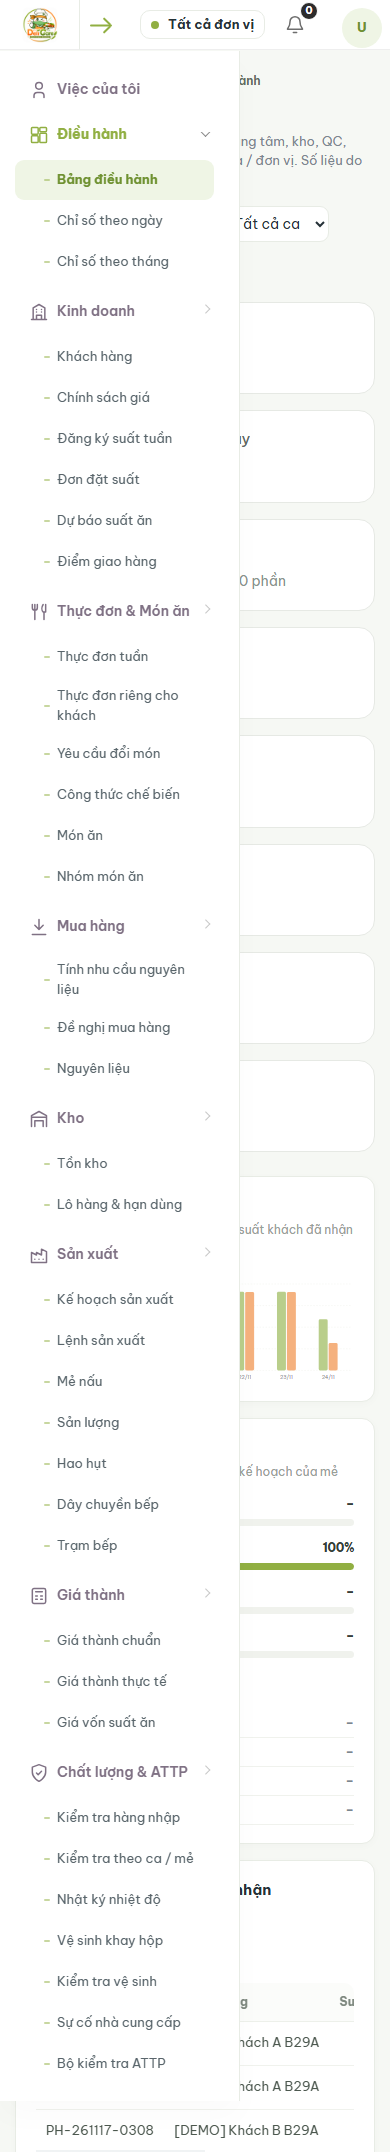 Tất cả đơn vị
0
U
Việc của tôi
Điều hành
Bảng điều hành
Chỉ số theo ngày
Chỉ số theo tháng
Kinh doanh
Khách hàng
Chính sách giá
Đăng ký suất tuần
Đơn đặt suất
Dự báo suất ăn
Điểm giao hàng
Thực đơn & Món ăn
Thực đơn tuần
Thực đơn riêng cho
khách
Yêu cầu đổi món
Công thức chế biến
Món ăn
Nhóm món ăn
Mua hàng
Tính nhu cầu nguyên
liệu
Đề nghị mua hàng
Nguyên liệu
Kho
Tồn kho
Lô hàng & hạn dùng
Sản xuất
Kế hoạch sản xuất
Lệnh sản xuất
Mẻ nấu
Sản lượng
Hao hụt
Dây chuyền bếp
Trạm bếp
Giá thành
Giá thành chuẩn
Giá thành thực tế
Giá vốn suất ăn
Chất lượng & ATTP
Kiểm tra hàng nhập
Kiểm tra theo ca / mẻ
Nhật ký nhiệt độ
Vệ sinh khay hộp
Kiểm tra vệ sinh
Sự cố nhà cung cấp
Bộ kiểm tra ATTP
ành
ng tâm, kho, QC,
/ đơn vị. Số liệu do
Tất cả ca
ay
0 phần
suất khách đã nhận
23/11
24/11
kế hoạch của mẻ
–
100%
–
–
–
–
–
–
nhận
g
Su
hách A B29A
hách A B29A
PH-261117-0308
[DEMO] Khách B B29A